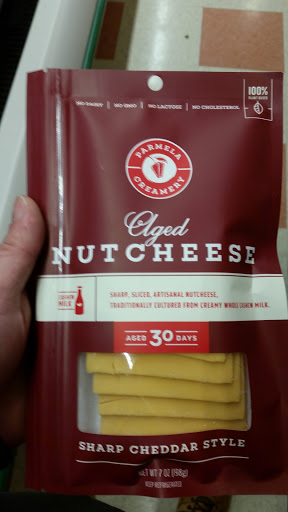 NO DAIRY | NO GMO | NO LACTOSE | NO CHOLESTEROL
100%
PLANT BASED
PARMELA
CREAMERY
Aged
NUTCHEESE
CASHEW
MILK
SHARP, SLICED, ARTISANAL NUTCHEESE,
TRADITIONALLY CULTURED FROM CREAMY WHOLE CASHEW MILK.
AGED 30 DAYS
SHARP CHEDDAR STYLE
NET WT 7 OZ (198g)
KEEP REFRIGERATED